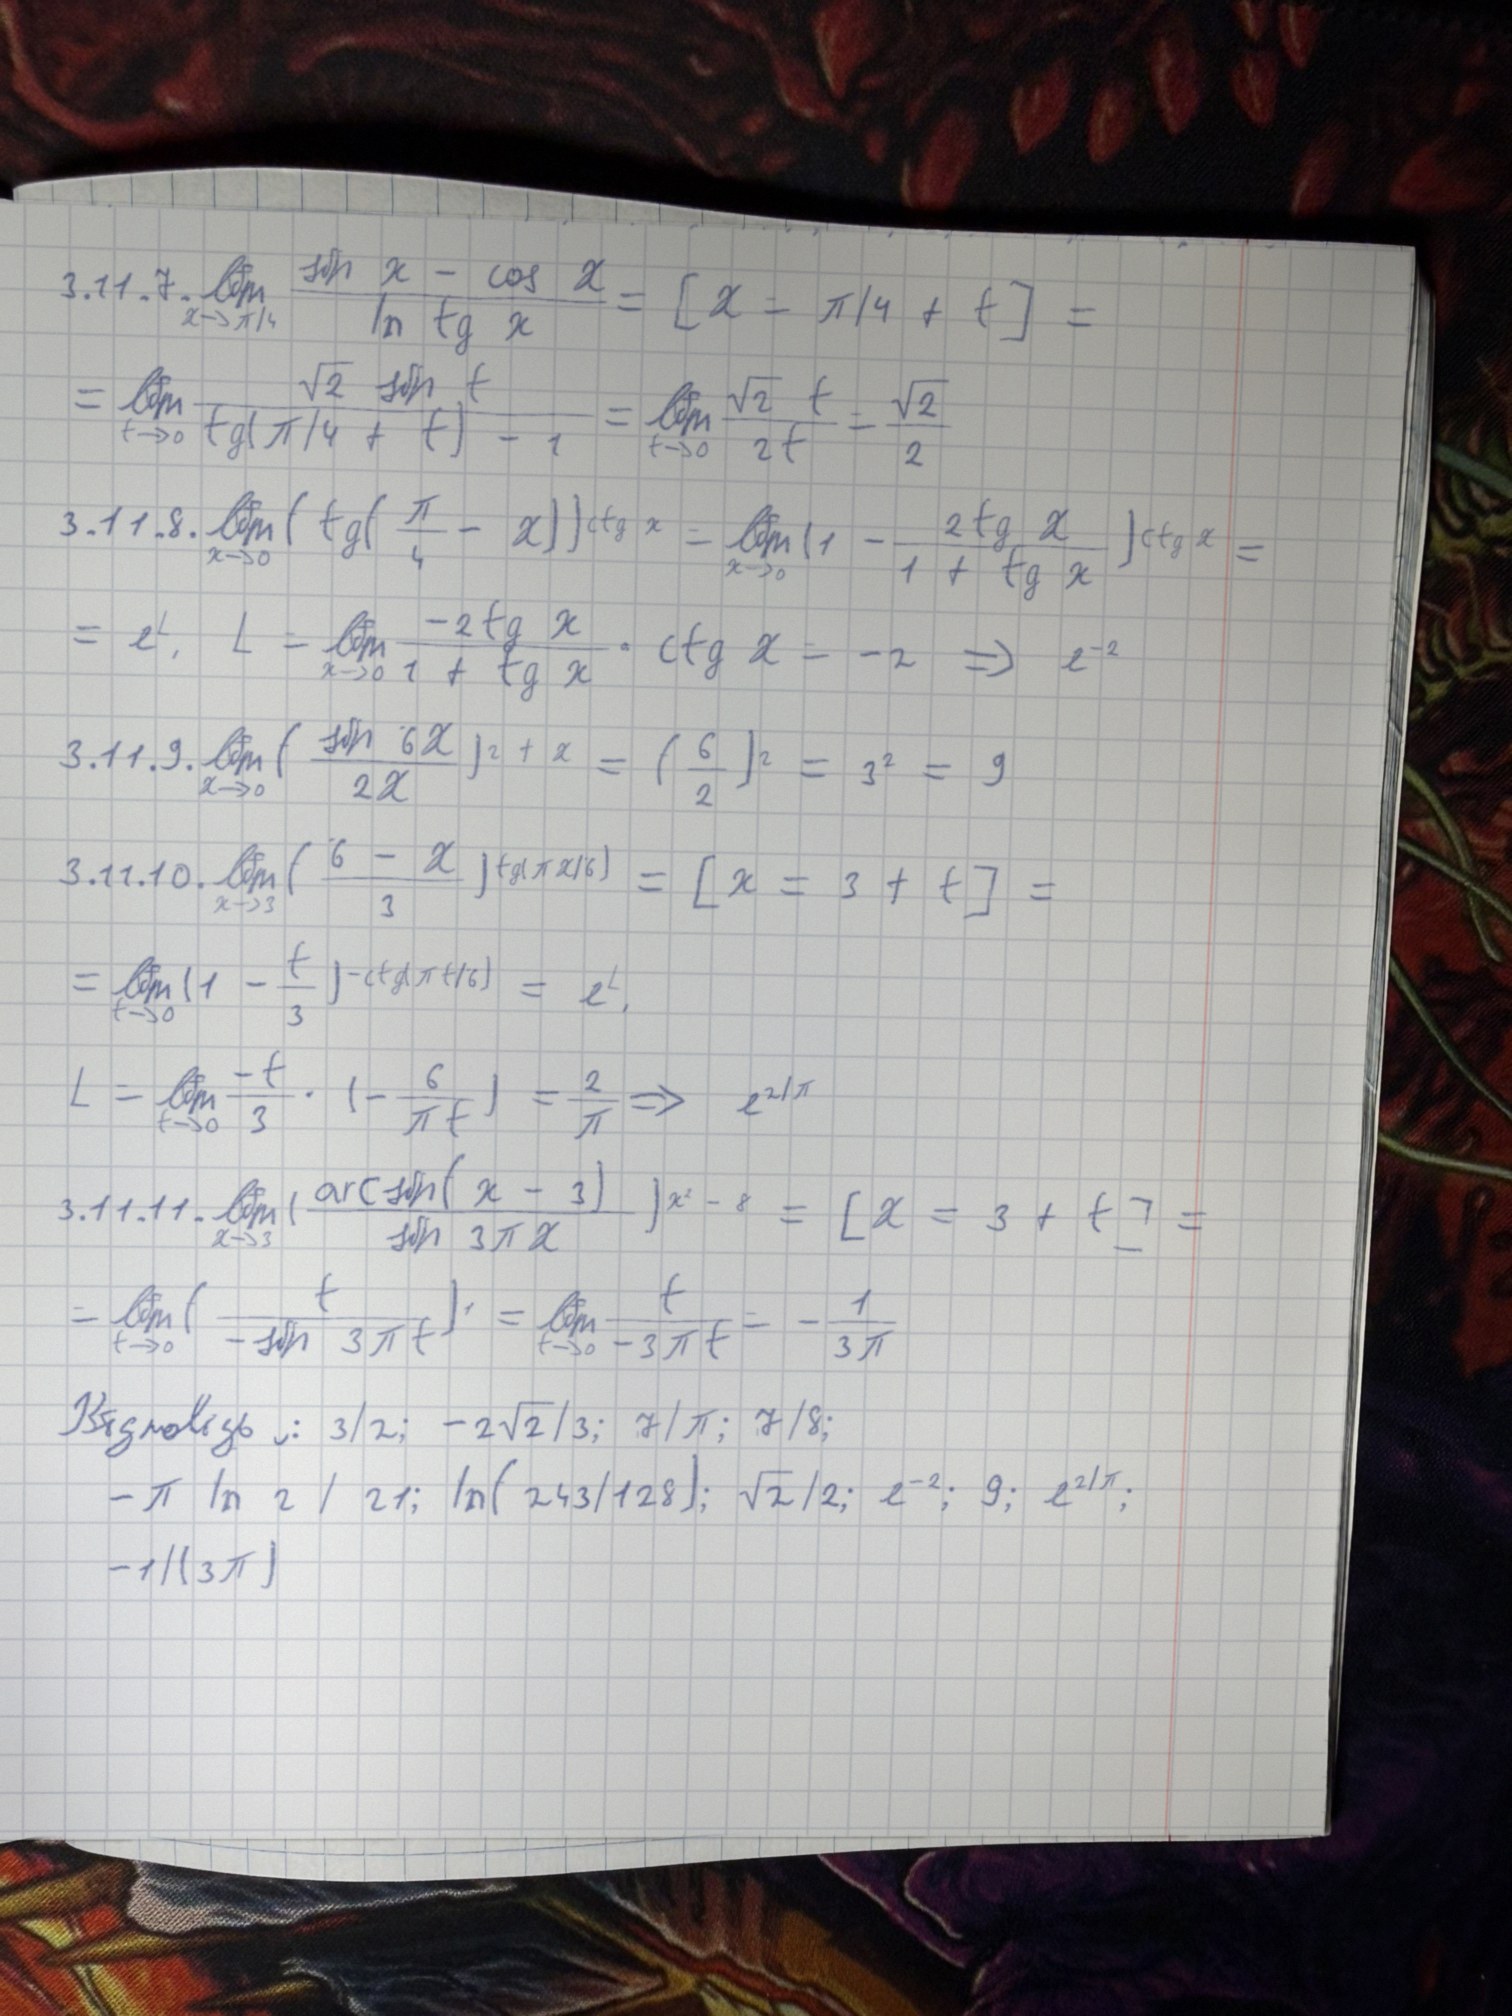 3.11.7. lim_{x→π/4} (sin x - cos x)/(ln tg x) = [x = π/4 + t] =
= lim_{t→0} (√2 sin t)/(tg(π/4 + t) - 1) = lim_{t→0} (√2 t)/(2t) = √2/2
3.11.8. lim_{x→0} (tg(π/4 - x))^{ctg x} = lim_{x→0} (1 - (2tg x)/(1 + tg x))^{ctg x} =
= e^L, L = lim_{x→0} (-2tg x)/(1 + tg x) · ctg x = -2 ⇒ e^{-2}
3.11.9. lim_{x→0} ((sin 6x)/(2x))^{2 + x} = (6/2)^2 = 3^2 = 9
3.11.10. lim_{x→3} ((6 - x)/3)^{tg(πx/6)} = [x = 3 + t] =
= lim_{t→0} (1 - t/3)^{-ctg(πt/6)} = e^L,
L = lim_{t→0} (-t)/3 · (-6/(πt)) = 2/π ⇒ e^{2/π}
3.11.11. lim_{x→3} ((arcsin(x - 3))/(sin 3πx))^{x^2 - 8} = [x = 3 + t] =
= lim_{t→0} (t/(-sin 3πt))^1 = lim_{t→0} t/(-3πt) = -1/(3π)
3/2; -2√2/3; 7/π; 7/8;
-π ln 2 / 21; ln(243/128); √2/2; e^{-2}; 9; e^{2/π};
-1/(3π)